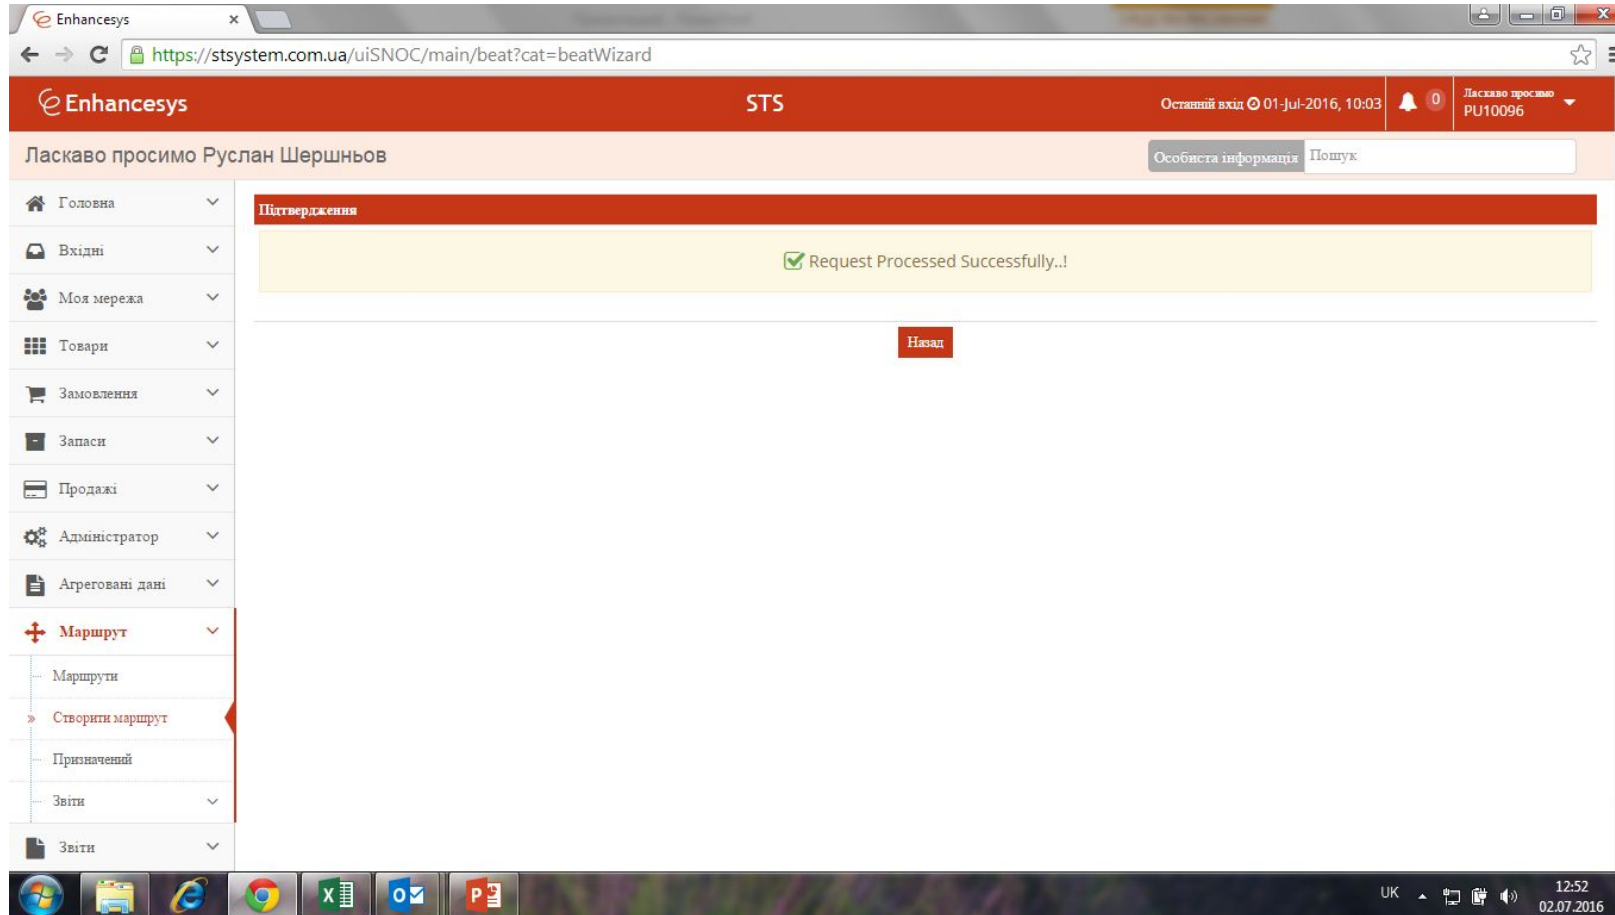 Enhancesys
https://stsystem.com.ua/uiSNOC/main/beat?cat=beatWizard
Enhancesys
STS
Останній вхід 01-Jul-2016, 10:03
0
Ласкаво просимо
PU10096
Ласкаво просимо Руслан Шершньов
Особиста інформація
Пошук
Головна
Вхідні
Моя мережа
Товари
Замовлення
Запаси
Продажі
Адміністратор
Агреговані дані
Маршрут
Маршрути
Створити маршрут
Призначений
Звіти
Звіти
Підтвердження
Request Processed Successfully..!
Назад
UK
12:52
02.07.2016